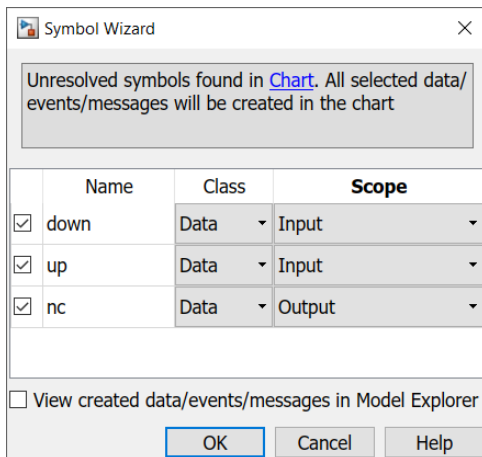 Symbol Wizard
Unresolved symbols found in Chart. All selected data/
events/messages will be created in the chart
Name Class Scope
down Data Input
up Data Input
nc Data Output
View created data/events/messages in Model Explorer
OK Cancel Help